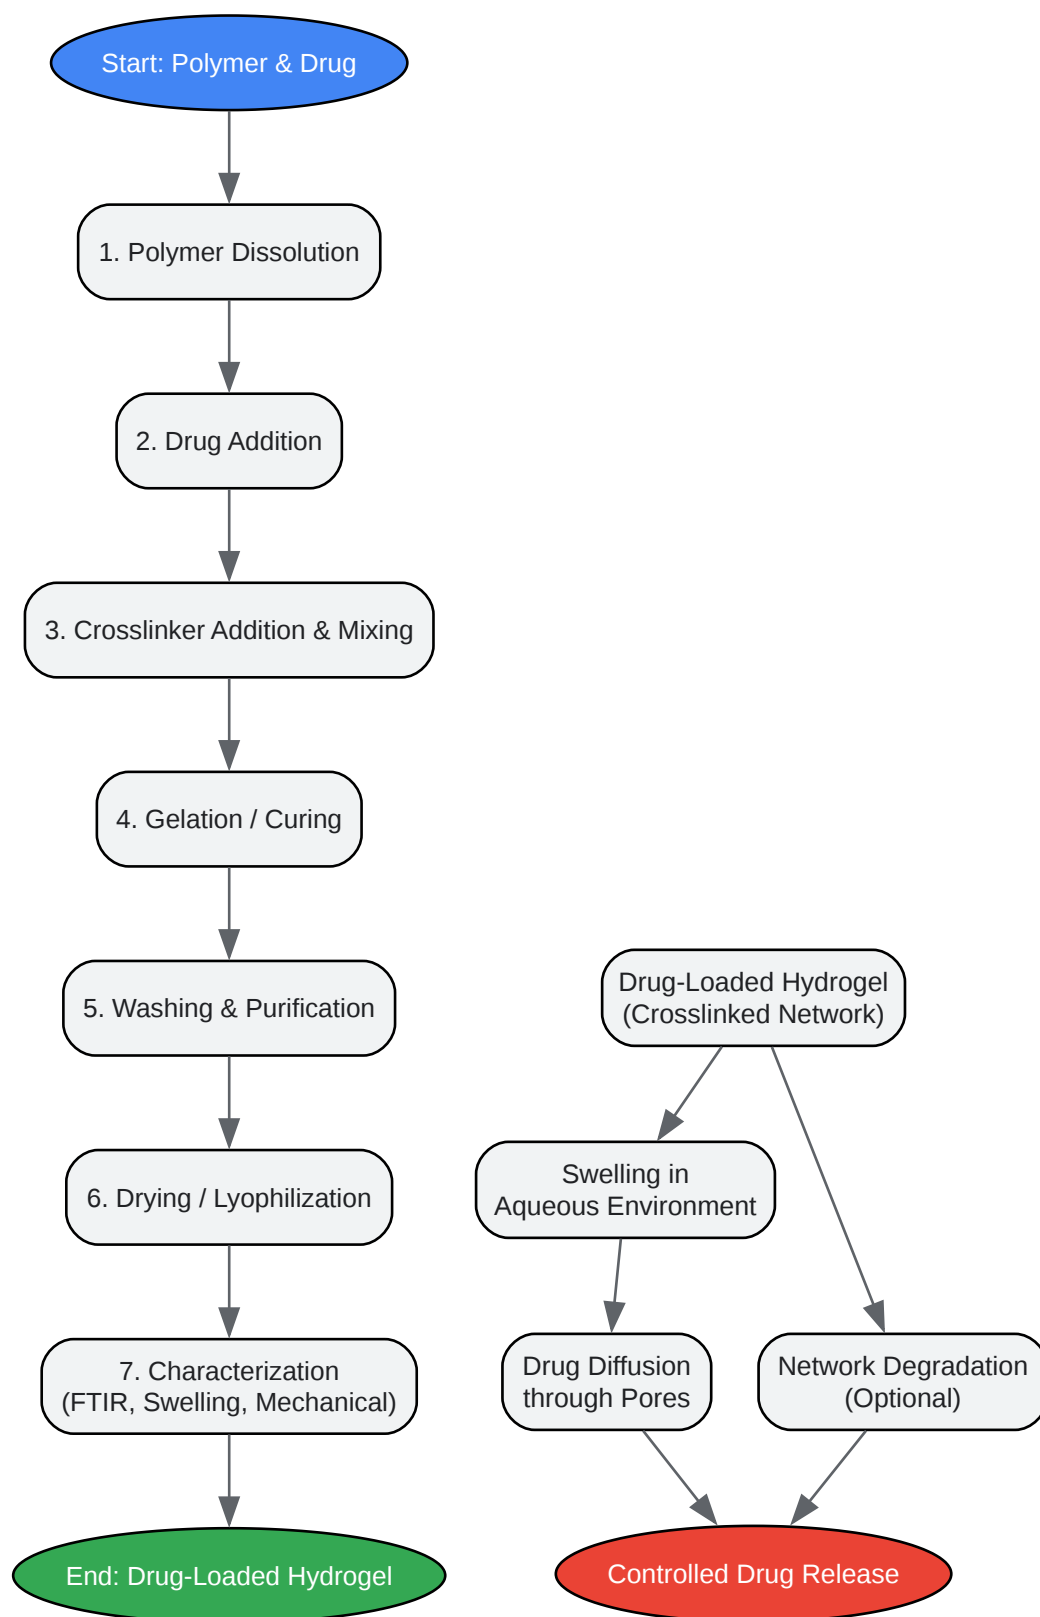 Start: Polymer & Drug
1. Polymer Dissolution
2. Drug Addition
3. Crosslinker Addition & Mixing
4. Gelation / Curing
5. Washing & Purification
6. Drying / Lyophilization
7. Characterization
(FTIR, Swelling, Mechanical)
End: Drug-Loaded Hydrogel
Drug-Loaded Hydrogel
(Crosslinked Network)
Swelling in
Aqueous Environment
Drug Diffusion
through Pores
Network Degradation
(Optional)
Controlled Drug Release